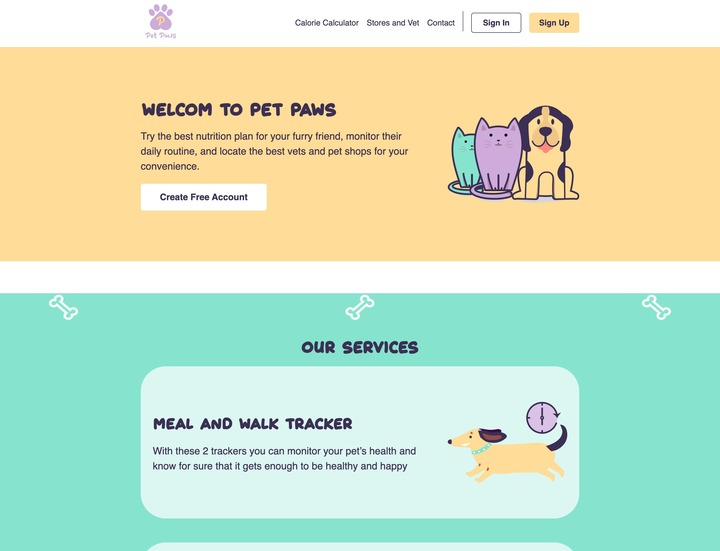 P
Pet Paws
Calorie Calculator Stores and Vet Contact Sign In Sign Up
WELCOM TO PET PAWS
Try the best nutrition plan for your furry friend, monitor their
daily routine, and locate the best vets and pet shops for your
convenience.
Create Free Account
OUR SERVICES
MEAL AND WALK TRACKER
With these 2 trackers you can monitor your pet's health and
know for sure that it gets enough to be healthy and happy